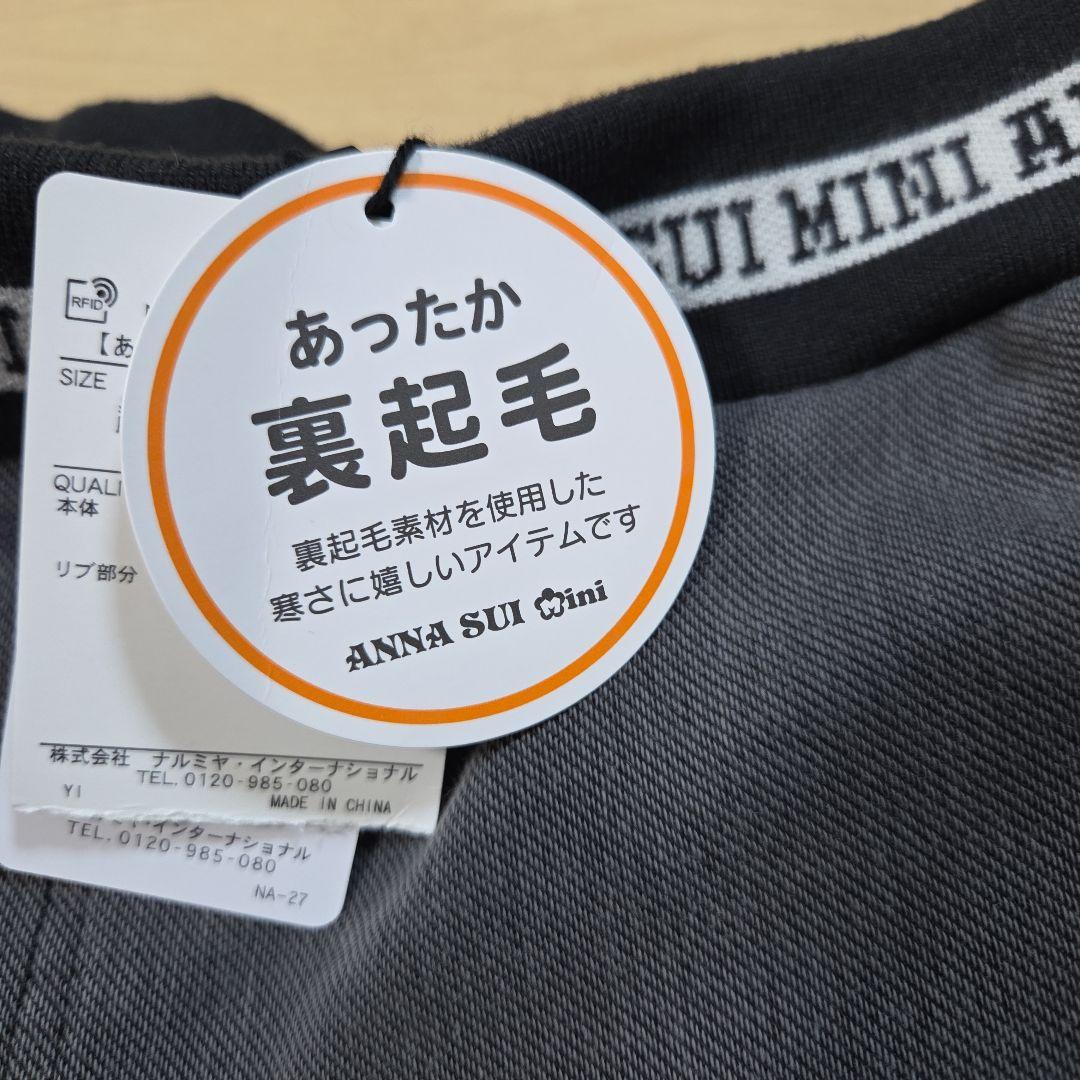 SUI MINI A
あったか
裏起毛
裏起毛素材を使用した
寒さに嬉しいアイテムです
ANNA SUI mini
RFID
【あ
SIZE
QUALI
本体
リブ部分
株式会社 ナルミヤ・インターナショナル
TEL.0120-985-080
YI
MADE IN CHINA
ミヤ・インターナショナル
TEL.0120-985-080
NA-27